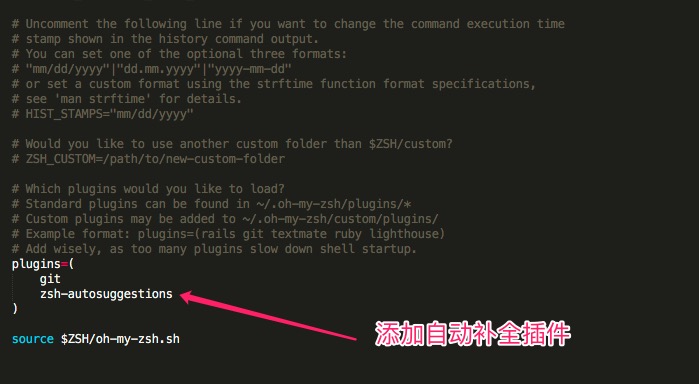 # Uncomment the following line if you want to change the command execution time
# stamp shown in the history command output.
# You can set one of the optional three formats:
# "mm/dd/yyyy"|"dd.mm.yyyy"|"yyyy-mm-dd"
# or set a custom format using the strftime function format specifications,
# see 'man strftime' for details.
# HIST_STAMPS="mm/dd/yyyy"
# Would you like to use another custom folder than $ZSH/custom?
# ZSH_CUSTOM=/path/to/new-custom-folder
# Which plugins would you like to load?
# Standard plugins can be found in ~/.oh-my-zsh/plugins/*
# Custom plugins may be added to ~/.oh-my-zsh/custom/plugins/
# Example format: plugins=(rails git textmate ruby lighthouse)
# Add wisely, as too many plugins slow down shell startup.
plugins=(
git
zsh-autosuggestions
)
添加自动补全插件
source $ZSH/oh-my-zsh.sh